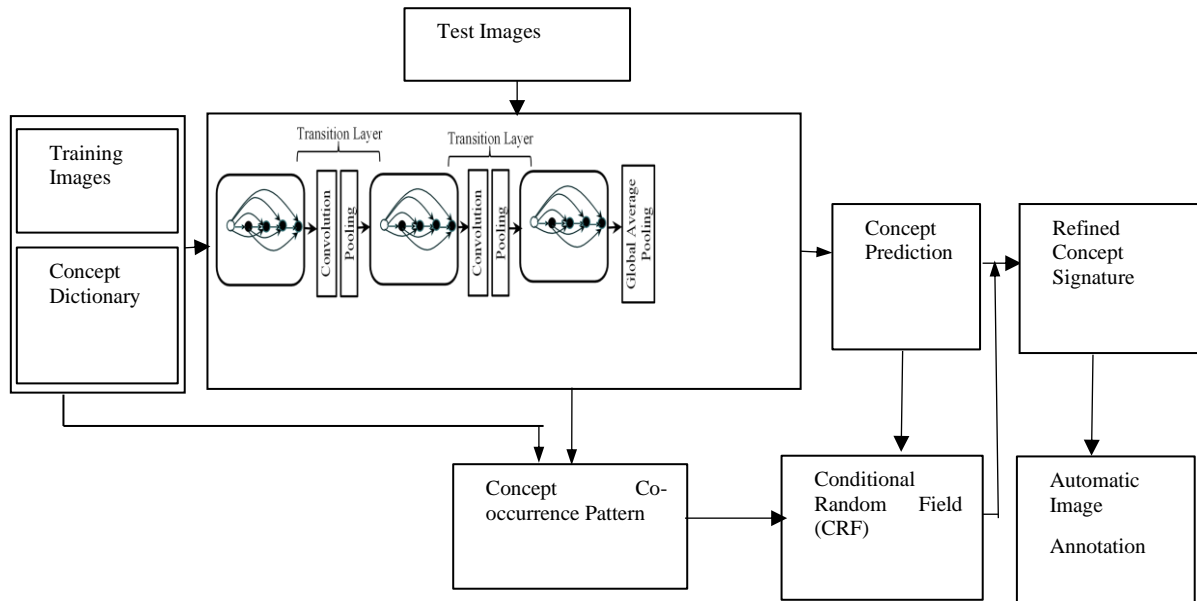 Test Images
Training
Images
Concept
Dictionary
Transition Layer
Transition Layer
Convolution
Pooling
Convolution
Pooling
Global Average
Pooling
Concept
Prediction
Refined
Concept
Signature
Concept Co-
occurrence Pattern
Conditional
Random Field
(CRF)
Automatic
Image
Annotation